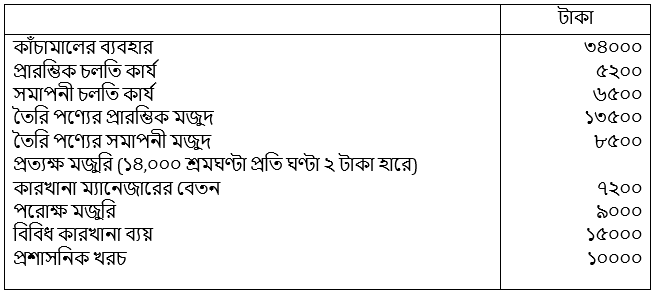 টাকা
কাঁচামালের ব্যবহার ৩৪০০০
প্রারম্ভিক চলতি কার্য ৫২০০
সমাপনী চলতি কার্য ৬৫০০
তৈরি পণ্যের প্রারম্ভিক মজুদ ১৩৫০০
তৈরি পণ্যের সমাপনী মজুদ ৮৫০০
প্রত্যক্ষ মজুরি (১৪,০০০ শ্রমঘণ্টা প্রতি ঘণ্টা ২ টাকা হারে)
কারখানা ম্যানেজারের বেতন ৭২০০
পরোক্ষ মজুরি ৯০০০
বিবিধ কারখানা ব্যয় ১৫০০০
প্রশাসনিক খরচ ১০০০০